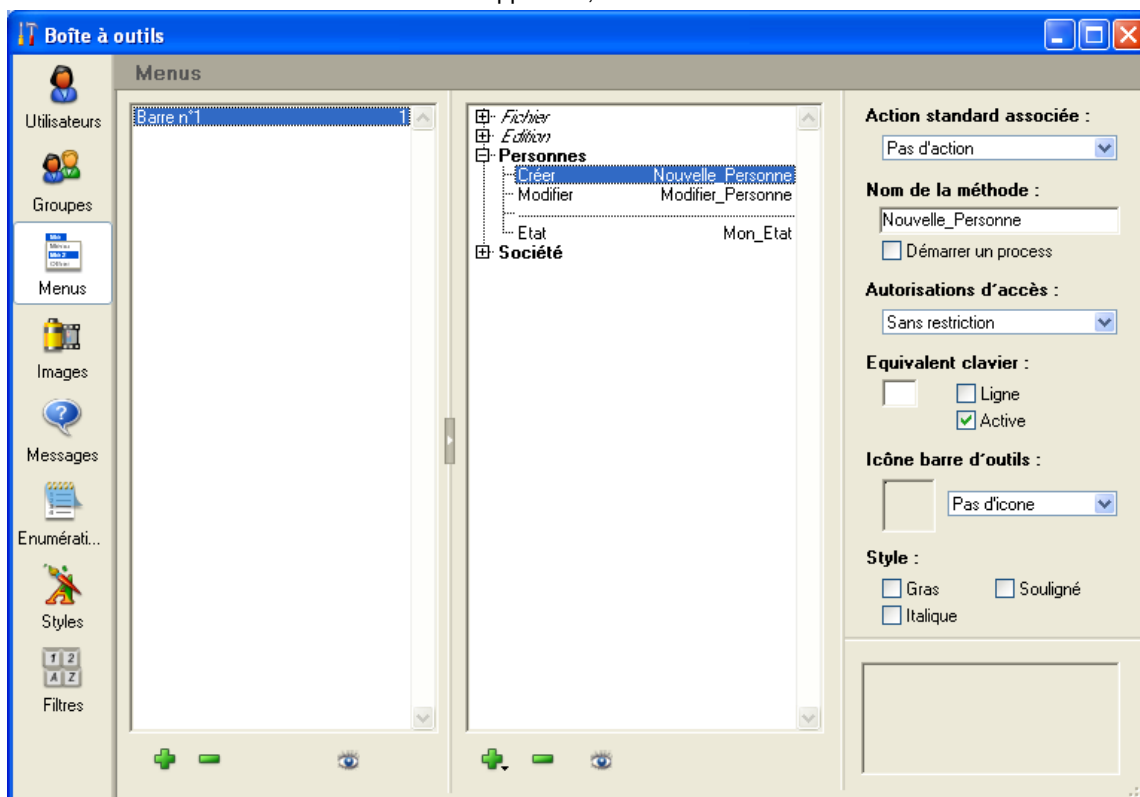 Boîte à outils
Utilisateurs
Groupes
Menus
Images
Messages
Enumérati...
Styles
Filtres
Menus
Barre n°1 1
Fichier
Edition
Personnes
Créer Nouvelle_Personne
Modifier Modifier_Personne
Etat Mon_Etat
Société
Action standard associée :
Pas d'action
Nom de la méthode :
Nouvelle_Personne
Démarrer un process
Autorisations d'accès :
Sans restriction
Equivalent clavier :
Ligne
Active
Icône barre d'outils :
Pas d'icone
Style :
Gras Souligné
Italique